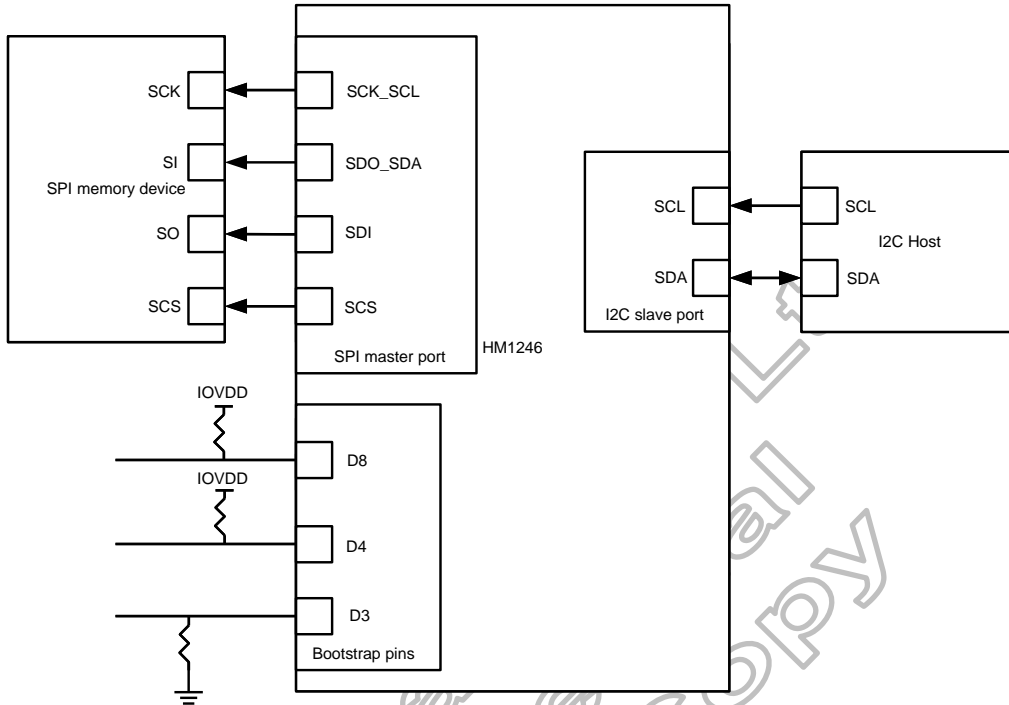 SCK
SCK_SCL
SI
SDO_SDA
SPI memory device
SO
SDI
SCS
SCS
SPI master port
HM1246
SCL
SCL
I2C Host
SDA
SDA
I2C slave port
IOVDD
D8
IOVDD
D4
D3
Bootstrap pins
opy